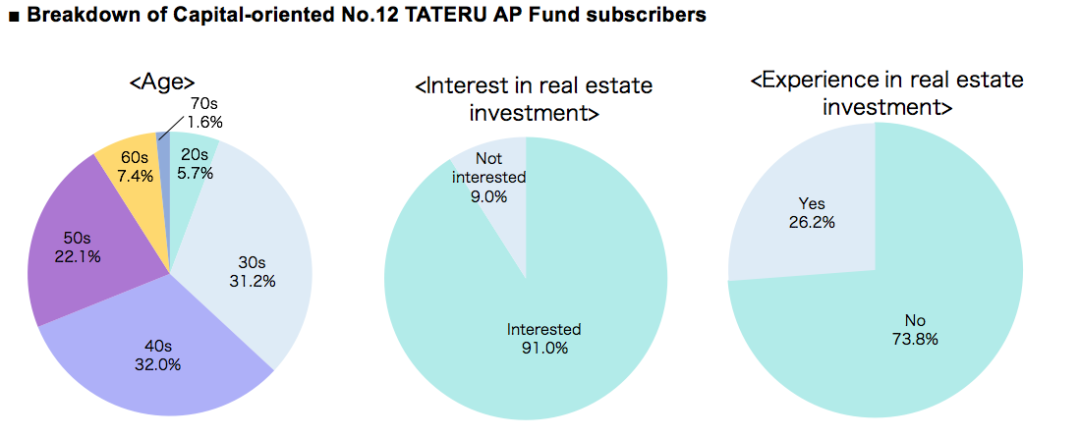 ■ Breakdown of Capital-oriented No.12 TATERU AP Fund subscribers
<Age>
70s
1.6%
20s
5.7%
30s
31.2%
40s
32.0%
50s
22.1%
60s
7.4%
<Interest in real estate
investment>
Not
interested
9.0%
Interested
91.0%
<Experience in real estate
investment>
Yes
26.2%
No
73.8%